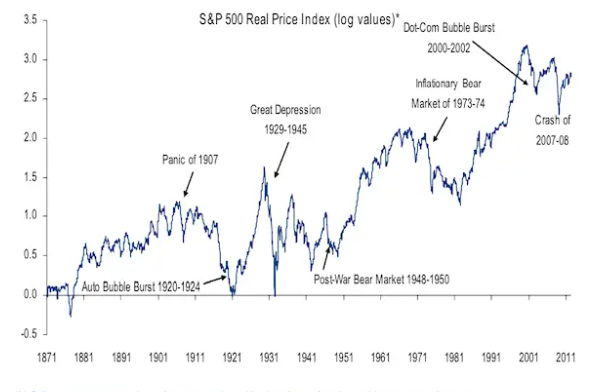 S&P 500 Real Price Index (log values)*
Dot-Com Bubble Burst
2000-2002
Inflationary Bear
Market of 1973-74
Great Depression
1929-1945
Crash of
2007-08
Panic of 1907
Auto Bubble Burst 1920-1924
Post-War Bear Market 1948-1950
3.5
3.0
2.5
2.0
1.5
1.0
0.5
0.0
-0.5
1871 1881 1891 1901 1911 1921 1931 1941 1951 1961 1971 1981 1991 2001 2011